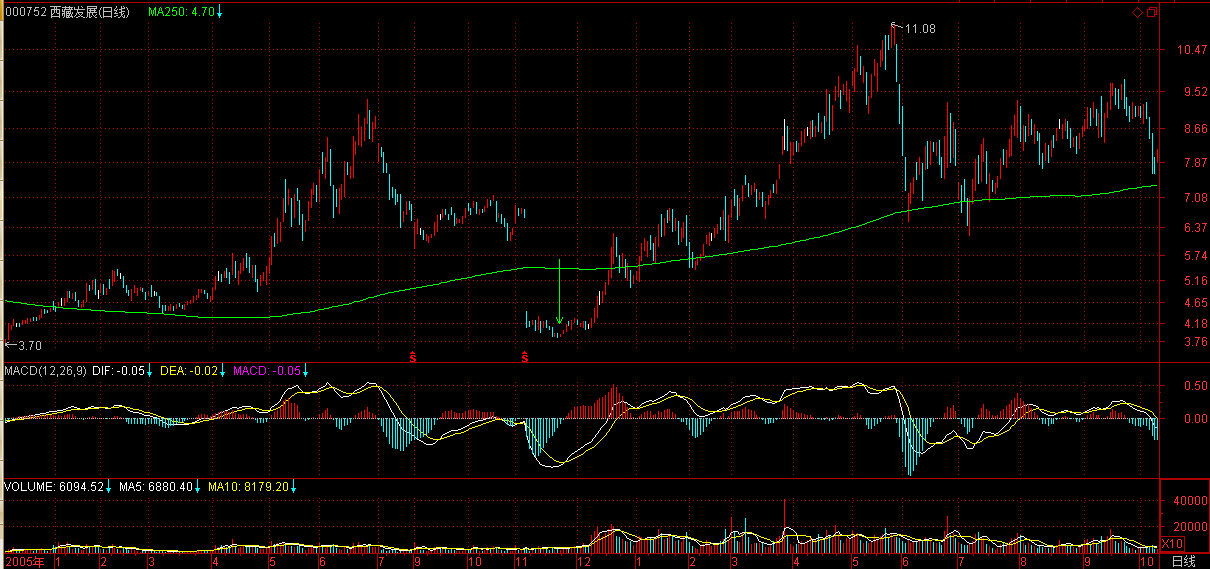 000752 西藏发展(日线) MA250: 4.70↓
11.08
10.47
9.52
8.66
7.87
7.08
6.37
5.74
5.16
4.65
4.18
3.76
←3.70
S S
MACD(12,26,9) DIF: -0.05↓ DEA: -0.02↓ MACD: -0.05↓
0.50
0.00
VOLUME: 6094.52↓ MA5: 6880.40↓ MA10: 8179.20↓
40000
20000
X10
2005年 1 2 3 4 5 6 7 9 10 11 12 1 2 3 4 5 6 7 8 9 10 日线